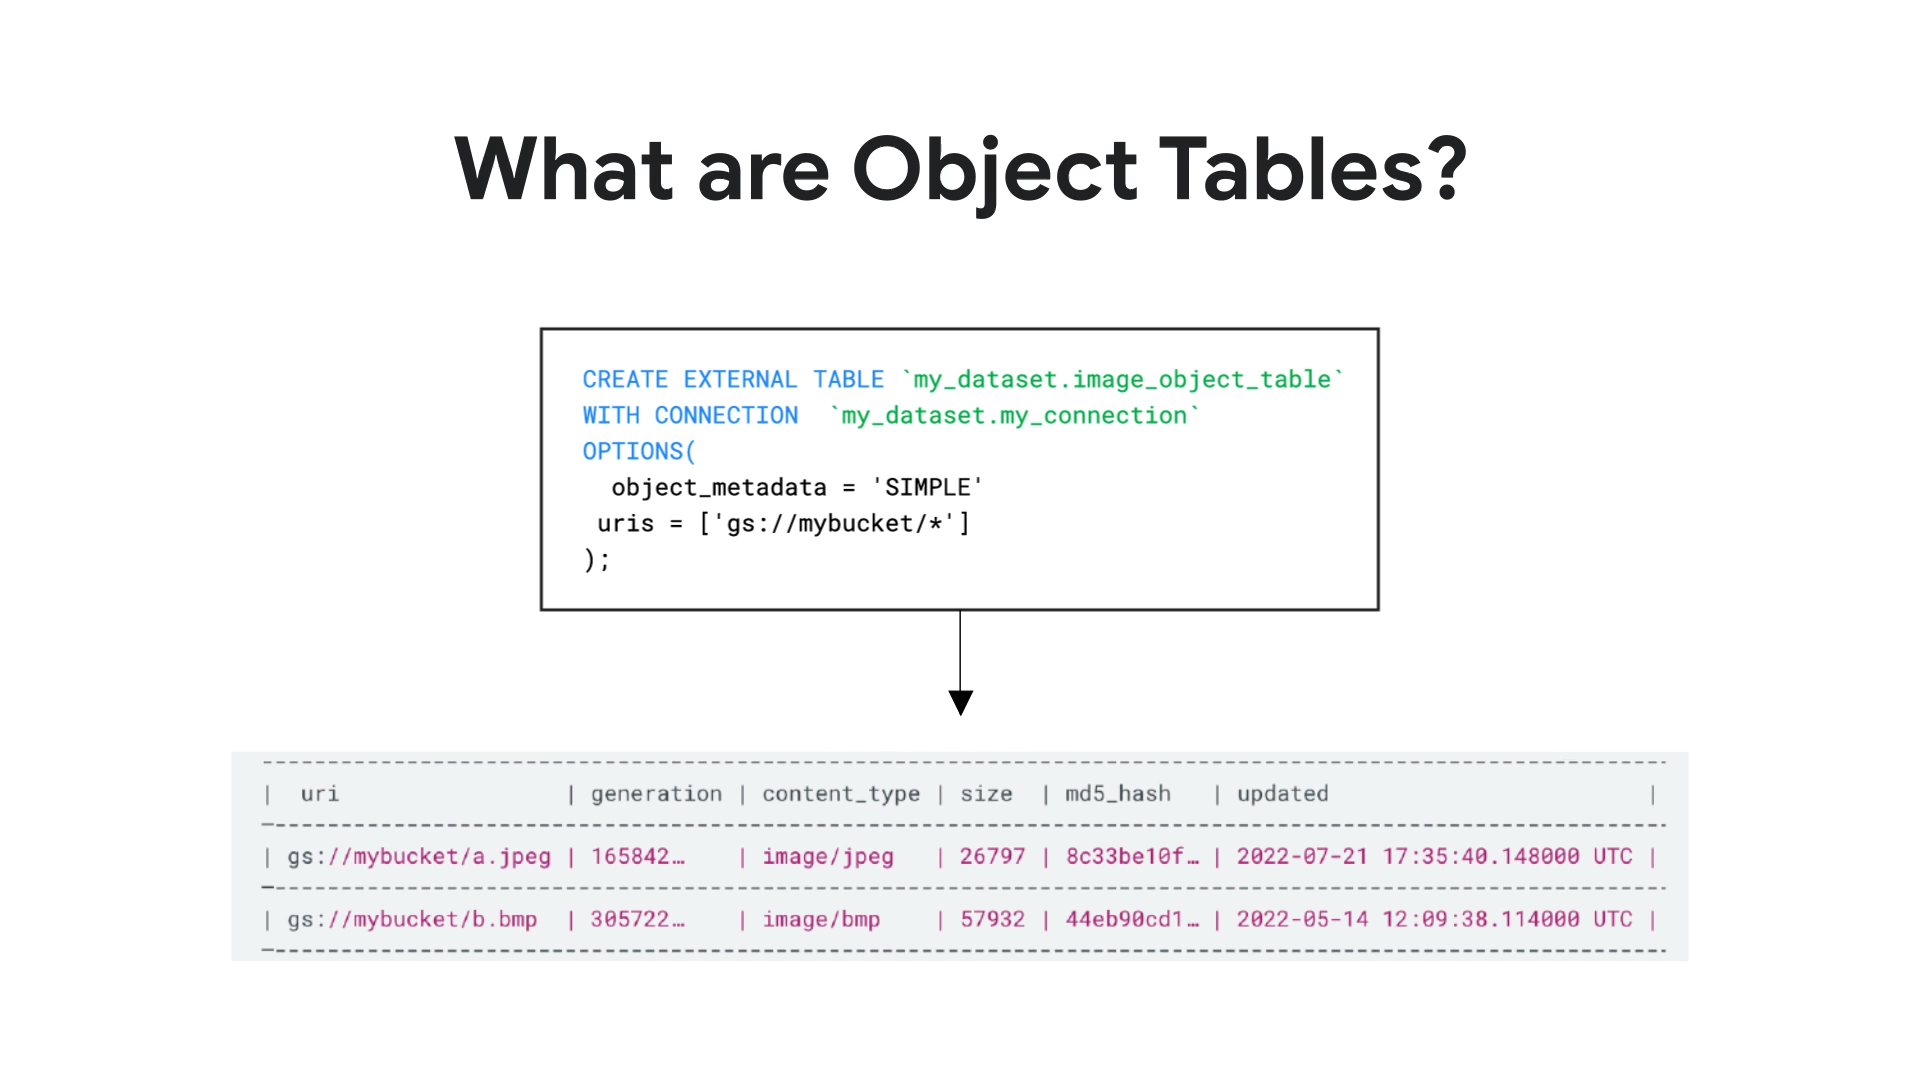 What are Object Tables?
CREATE EXTERNAL TABLE `my_dataset.image_object_table`
WITH CONNECTION  `my_dataset.my_connection`
OPTIONS(
  object_metadata = 'SIMPLE'
 uris = ['gs://mybucket/*']
);
| uri | generation | content_type | size | md5_hash | updated |
| gs://mybucket/a.jpeg | 165842… | image/jpeg | 26797 | 8c33be10f… | 2022-07-21 17:35:40.148000 UTC |
| gs://mybucket/b.bmp | 305722… | image/bmp | 57932 | 44eb90cd1… | 2022-05-14 12:09:38.114000 UTC |